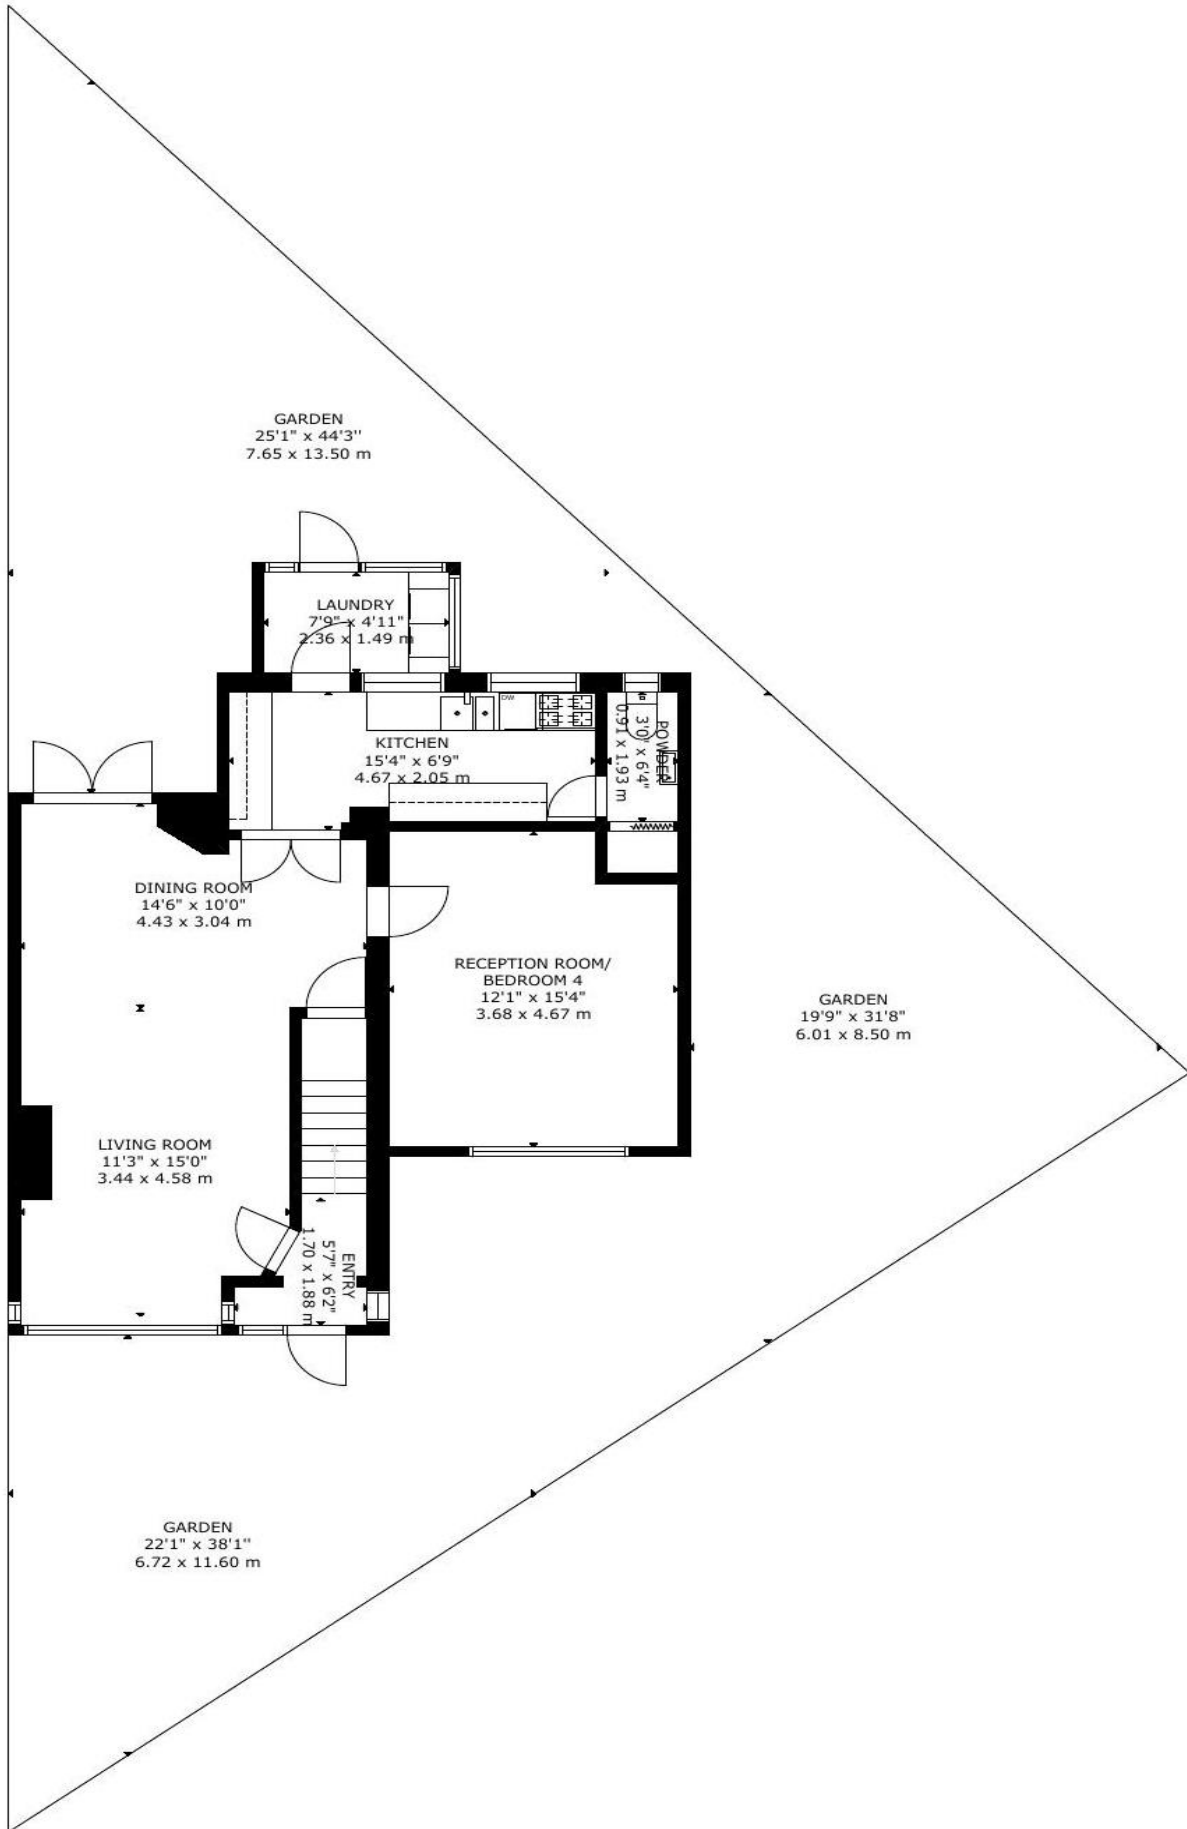 GARDEN
25'1" x 44'3"
7.65 x 13.50 m
LAUNDRY
7'9" x 4'11"
2.36 x 1.49 m
DW
KITCHEN
15'4" x 6'9"
4.67 x 2.05 m
POWDER
3'0" x 6'4"
0.91 x 1.93 m
DINING ROOM
14'6" x 10'0"
4.43 x 3.04 m
RECEPTION ROOM/
BEDROOM 4
12'1" x 15'4"
3.68 x 4.67 m
GARDEN
19'9" x 31'8"
6.01 x 8.50 m
LIVING ROOM
11'3" x 15'0"
3.44 x 4.58 m
ENTRY
5'7" x 6'2"
1.70 x 1.88 m
GARDEN
22'1" x 38'1"
6.72 x 11.60 m